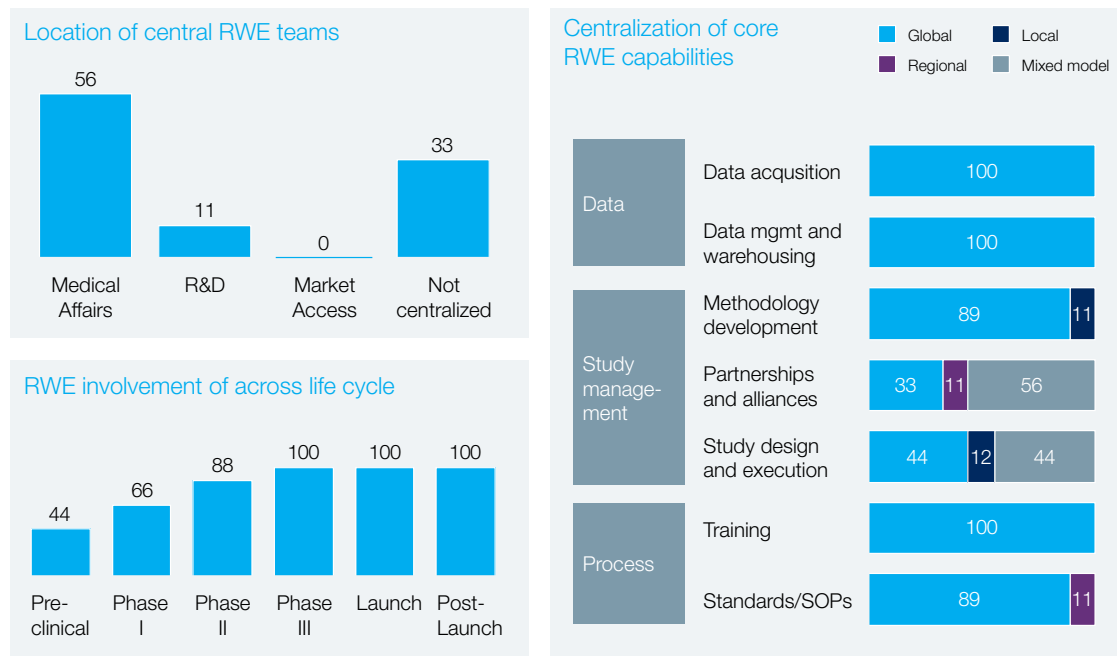 Location of central RWE teams
56
11
0
33
Medical
Affairs
R&D
Market
Access
Not
centralized
RWE involvement of across life cycle
44
66
88
100
100
100
Pre-
clinical
Phase
I
Phase
II
Phase
III
Launch
Post-
Launch
Centralization of core
RWE capabilities
Global
Local
Regional
Mixed model
Data
Data acqusition
100
Data mgmt and
warehousing
100
Study
manage-
ment
Methodology
development
89
11
Partnerships
and alliances
33
11
56
Study design
and execution
44
12
44
Process
Training
100
Standards/SOPs
89
11